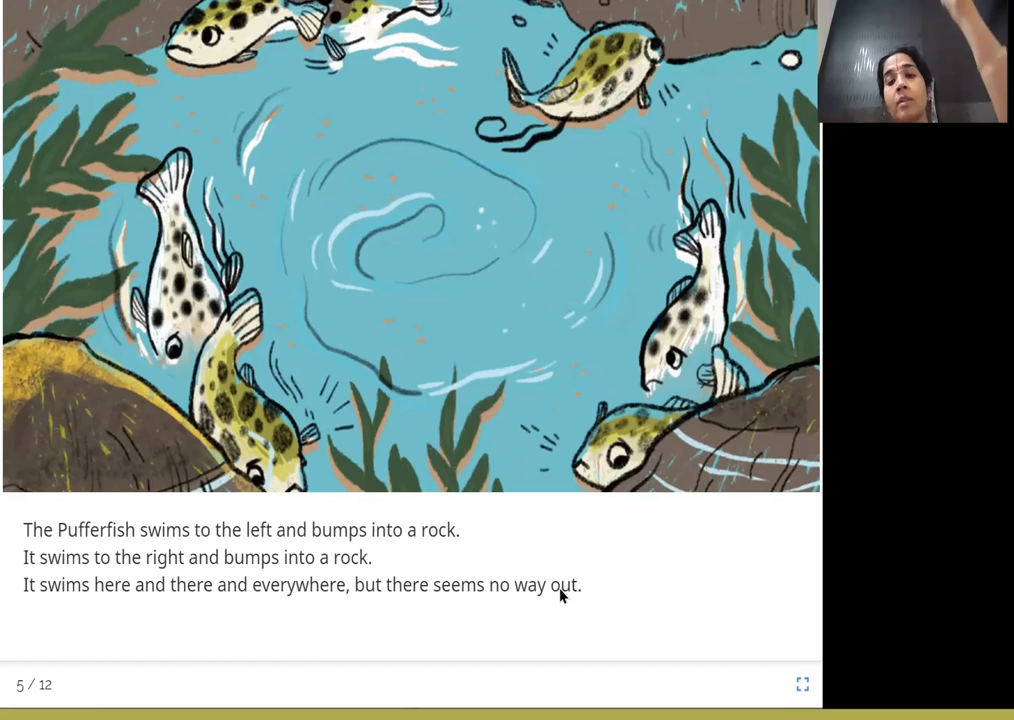 The Pufferfish swims to the left and bumps into a rock.
It swims to the right and bumps into a rock.
It swims here and there and everywhere, but there seems no way out.
5 / 12